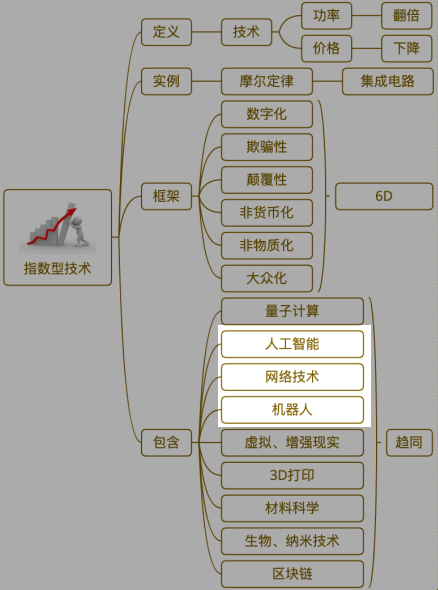 指数型技术
定义
技术
功率
翻倍
价格
下降
实例
摩尔定律
集成电路
框架
数字化
欺骗性
颠覆性
非货币化
非物质化
大众化
6D
包含
量子计算
人工智能
网络技术
机器人
虚拟、增强现实
3D打印
材料科学
生物、纳米技术
区块链
趋同